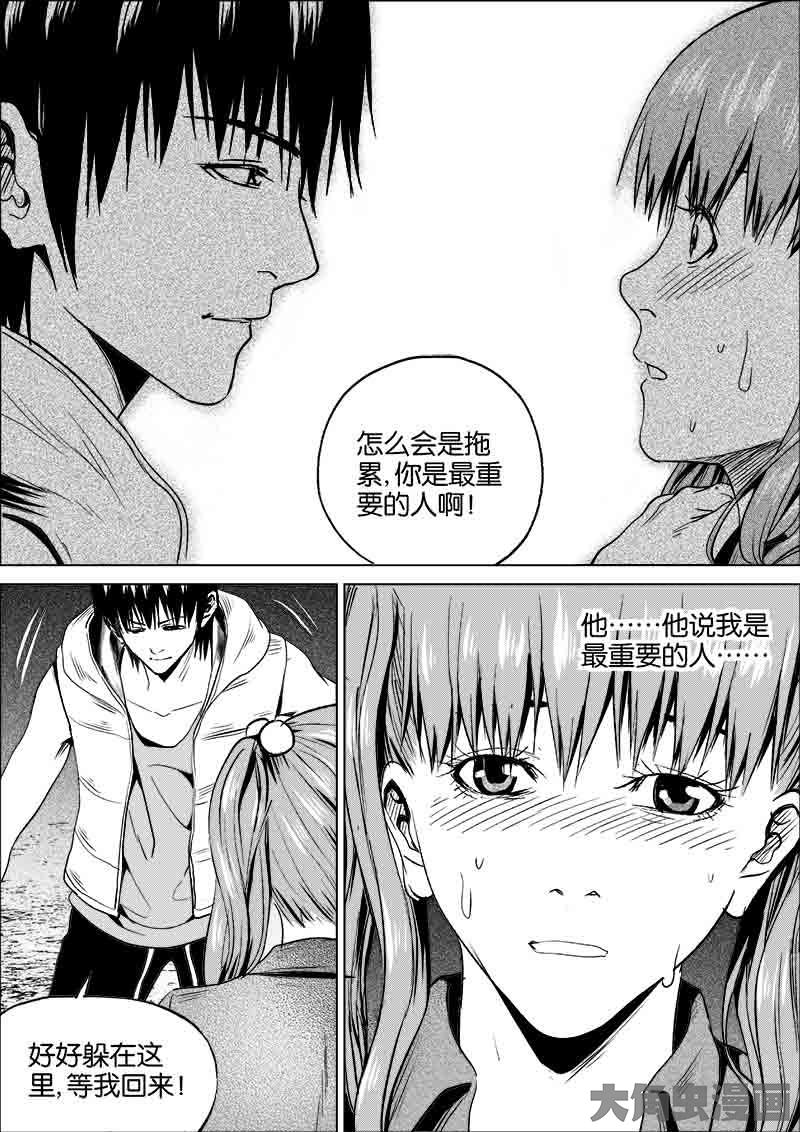 怎么会是拖
累,你是最重
要的人啊!
他……他说我是
最重要的人……
好好躲在这
里,等我回来!
大角虫漫画